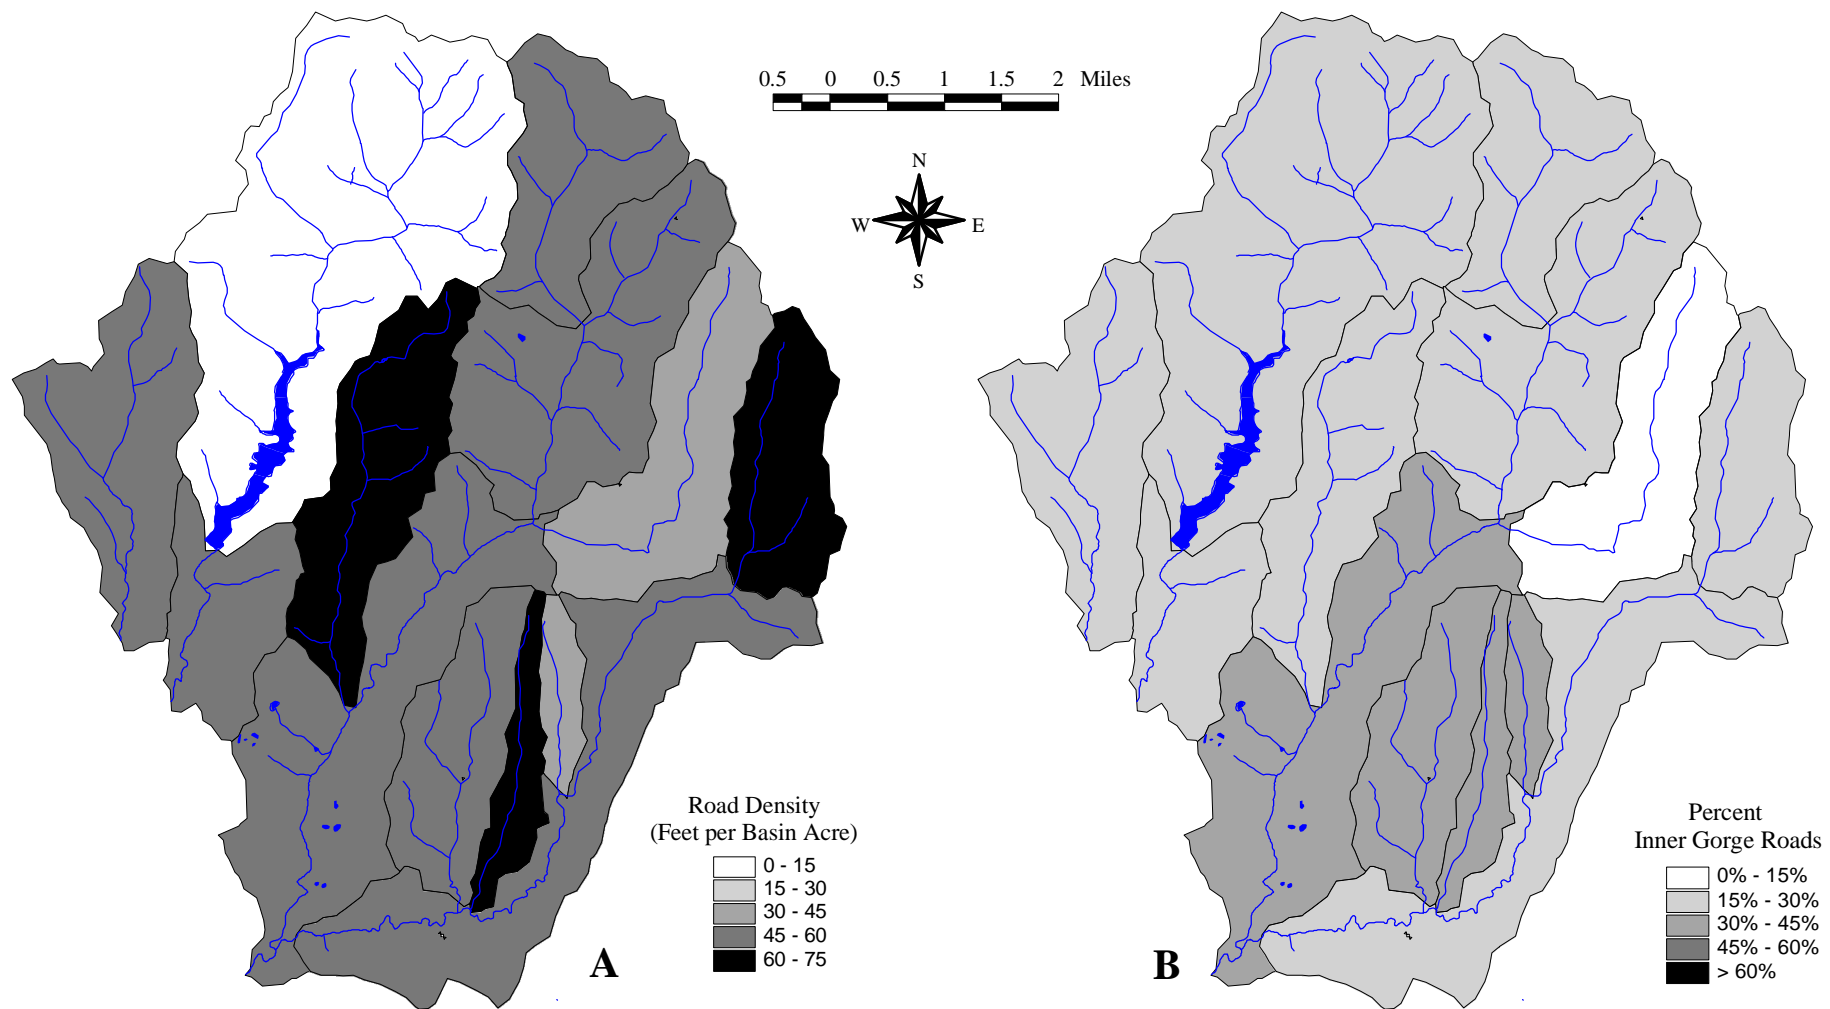 0.5 0 0.5 1 1.5 2 Miles
N
W E
S
Road Density
(Feet per Basin Acre)
0 - 15
15 - 30
30 - 45
45 - 60
60 - 75
A
B
Percent
Inner Gorge Roads
0% - 15%
15% - 30%
30% - 45%
45% - 60%
> 60%